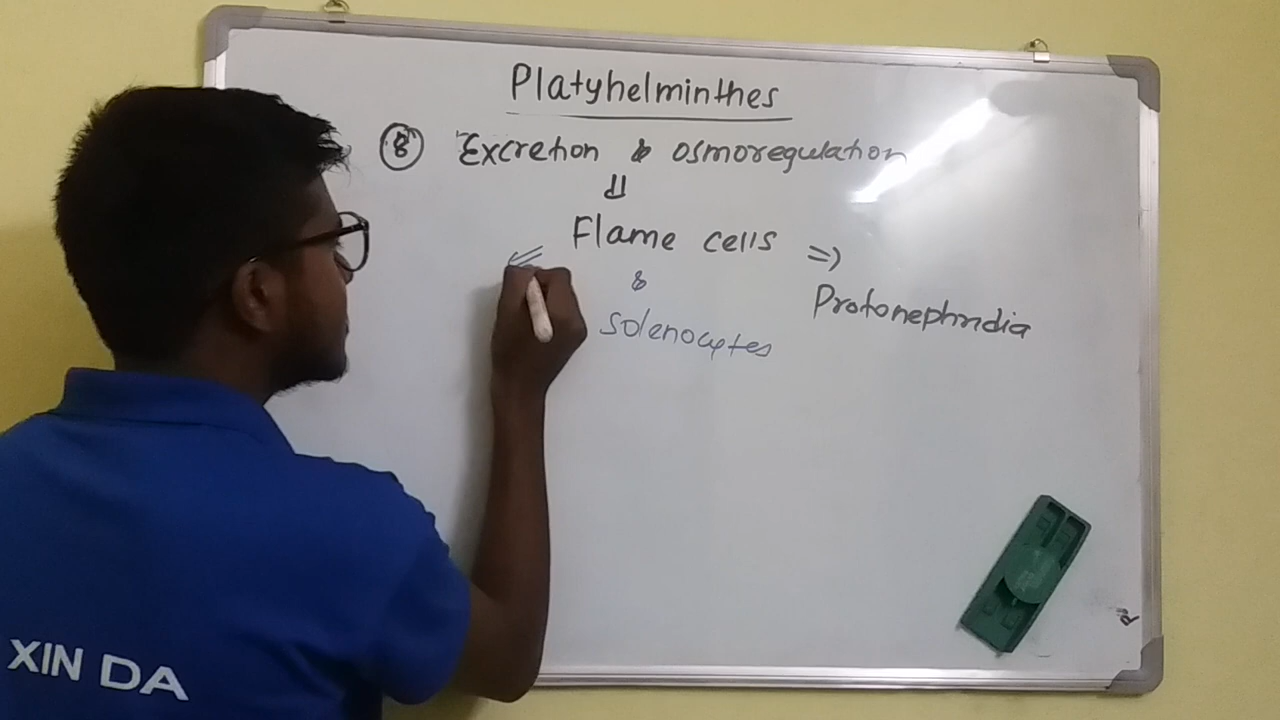 Platyhelminthes
8 Excretion & osmoregulation
⇓
Flame cells ⇒
&
Protonephridia
Solenocytes
XIN DA